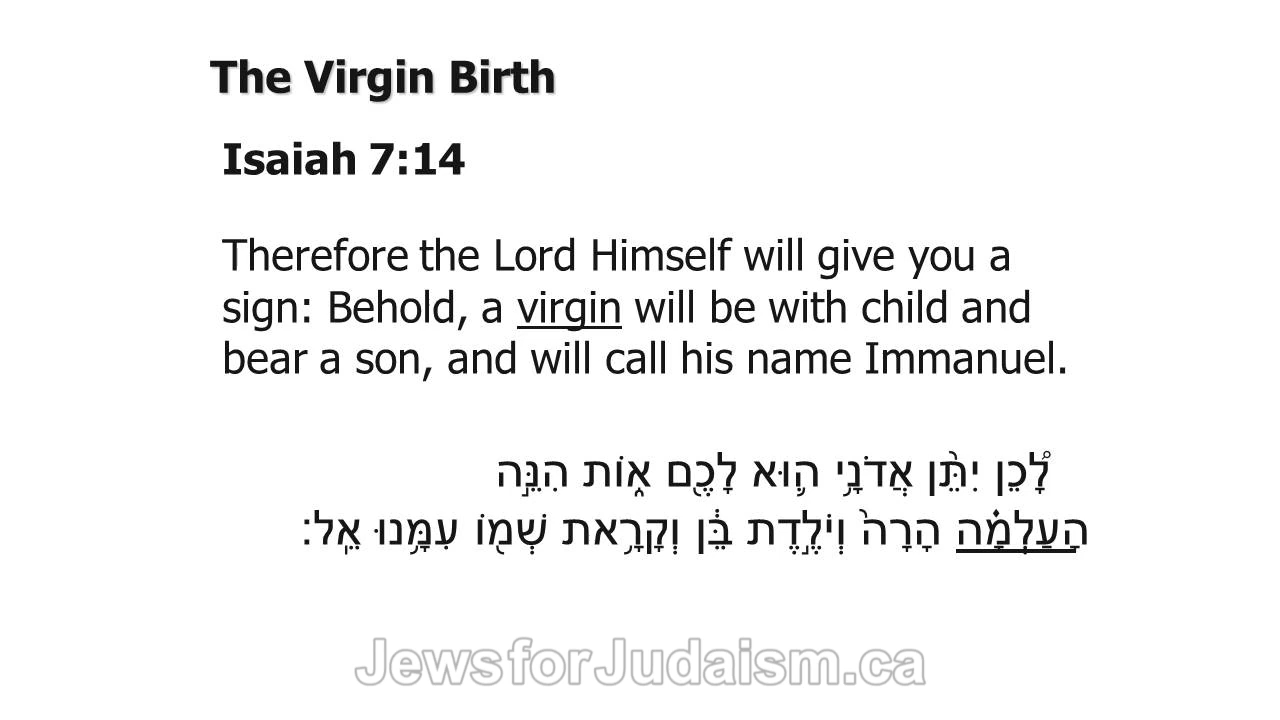 The Virgin Birth
Isaiah 7:14
Therefore the Lord Himself will give you a
sign: Behold, a virgin will be with child and
bear a son, and will call his name Immanuel.
לָ֠כֵן יִתֵּ֨ן אֲדֹנָ֥י ה֛וּא לָכֶ֖ם א֑וֹת הִנֵּ֣ה
הָעַלְמָ֗ה הָרָה֙ וְיֹלֶ֣דֶת בֵּ֔ן וְקָרָ֥את שְׁמ֖וֹ עִמָּ֥נוּ אֵֽל׃
JewsforJudaism.ca